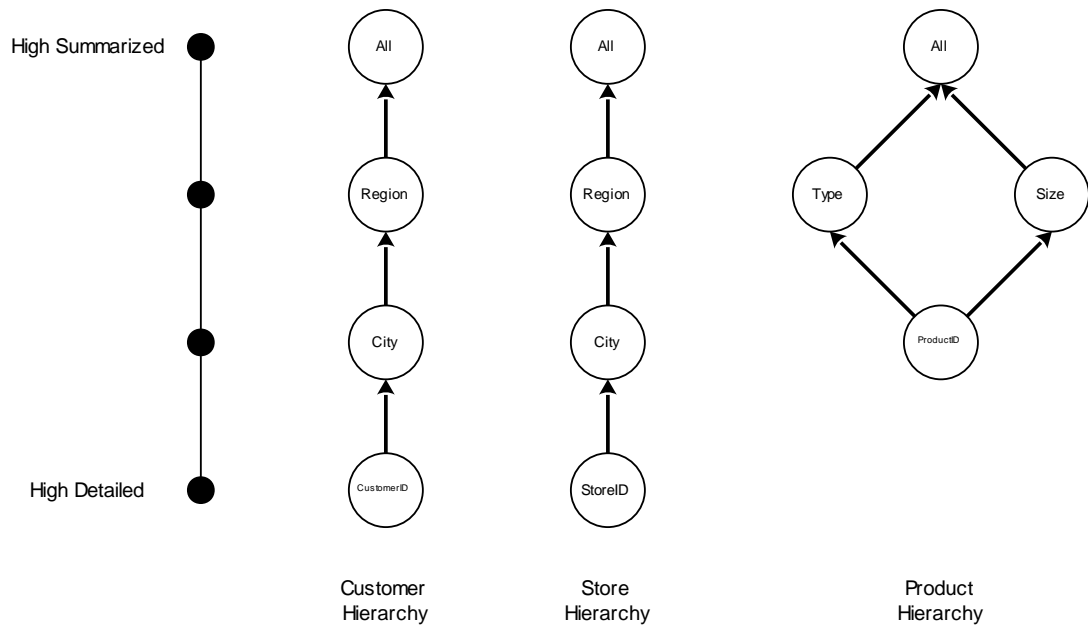 High Summarized
All
All
All
Region
Region
Type
Size
City
City
ProductID
High Detailed
CustomerID
StoreID
Customer
Hierarchy
Store
Hierarchy
Product
Hierarchy